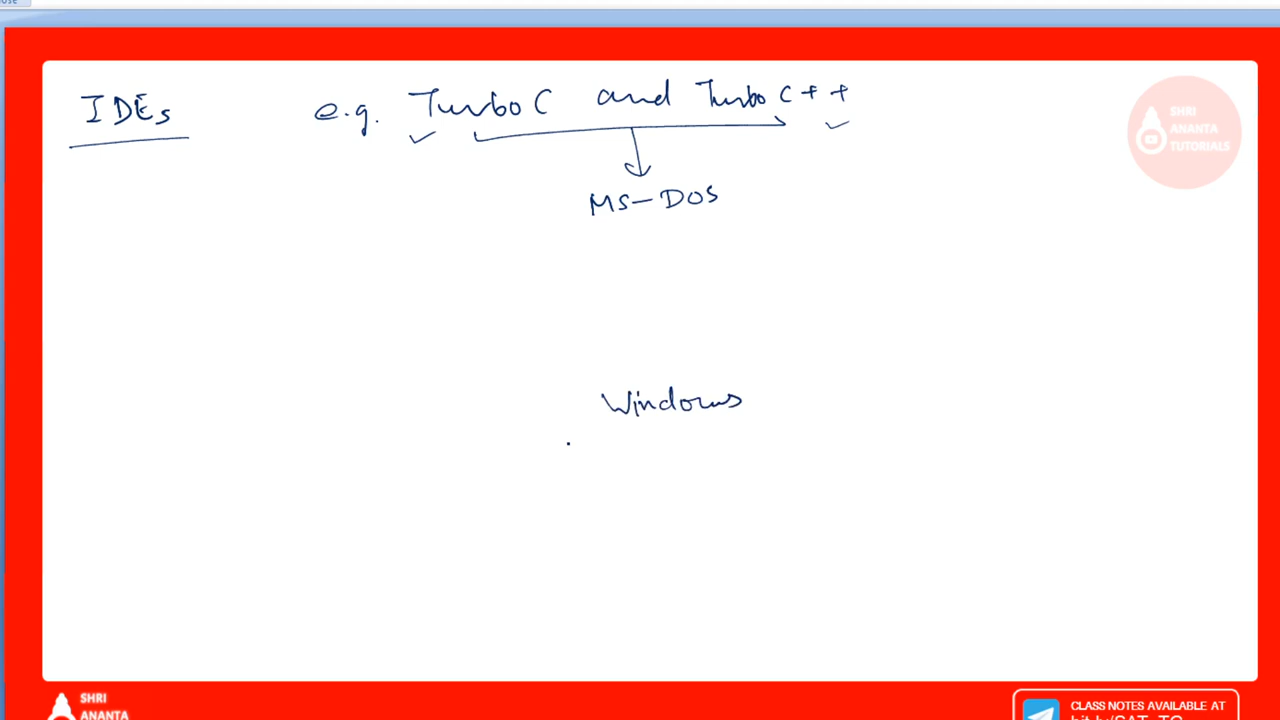 IDEs e.g. Turbo C and Turbo C++
MS-DOS
Windows
SHRI
ANANTA
TUTORIALS
SHRI
ANANTA
CLASS NOTES AVAILABLE AT